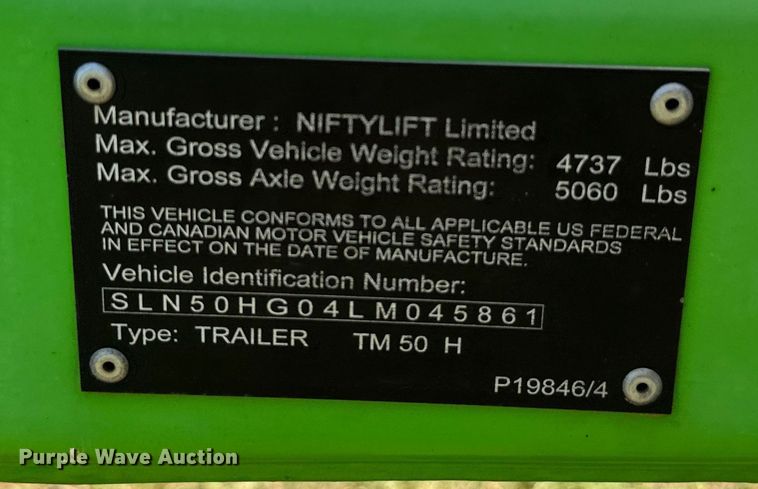 Manufacturer : NIFTYLIFT Limited
Max. Gross Vehicle Weight Rating: 4737 Lbs
Max. Gross Axle Weight Rating: 5060 Lbs
THIS VEHICLE CONFORMS TO ALL APPLICABLE US FEDERAL
AND CANADIAN MOTOR VEHICLE SAFETY STANDARDS
IN EFFECT ON THE DATE OF MANUFACTURE.
Vehicle Identification Number:
SLN50HG04LM045861
Type: TRAILER TM 50 H
P19846/4
Purple Wave Auction